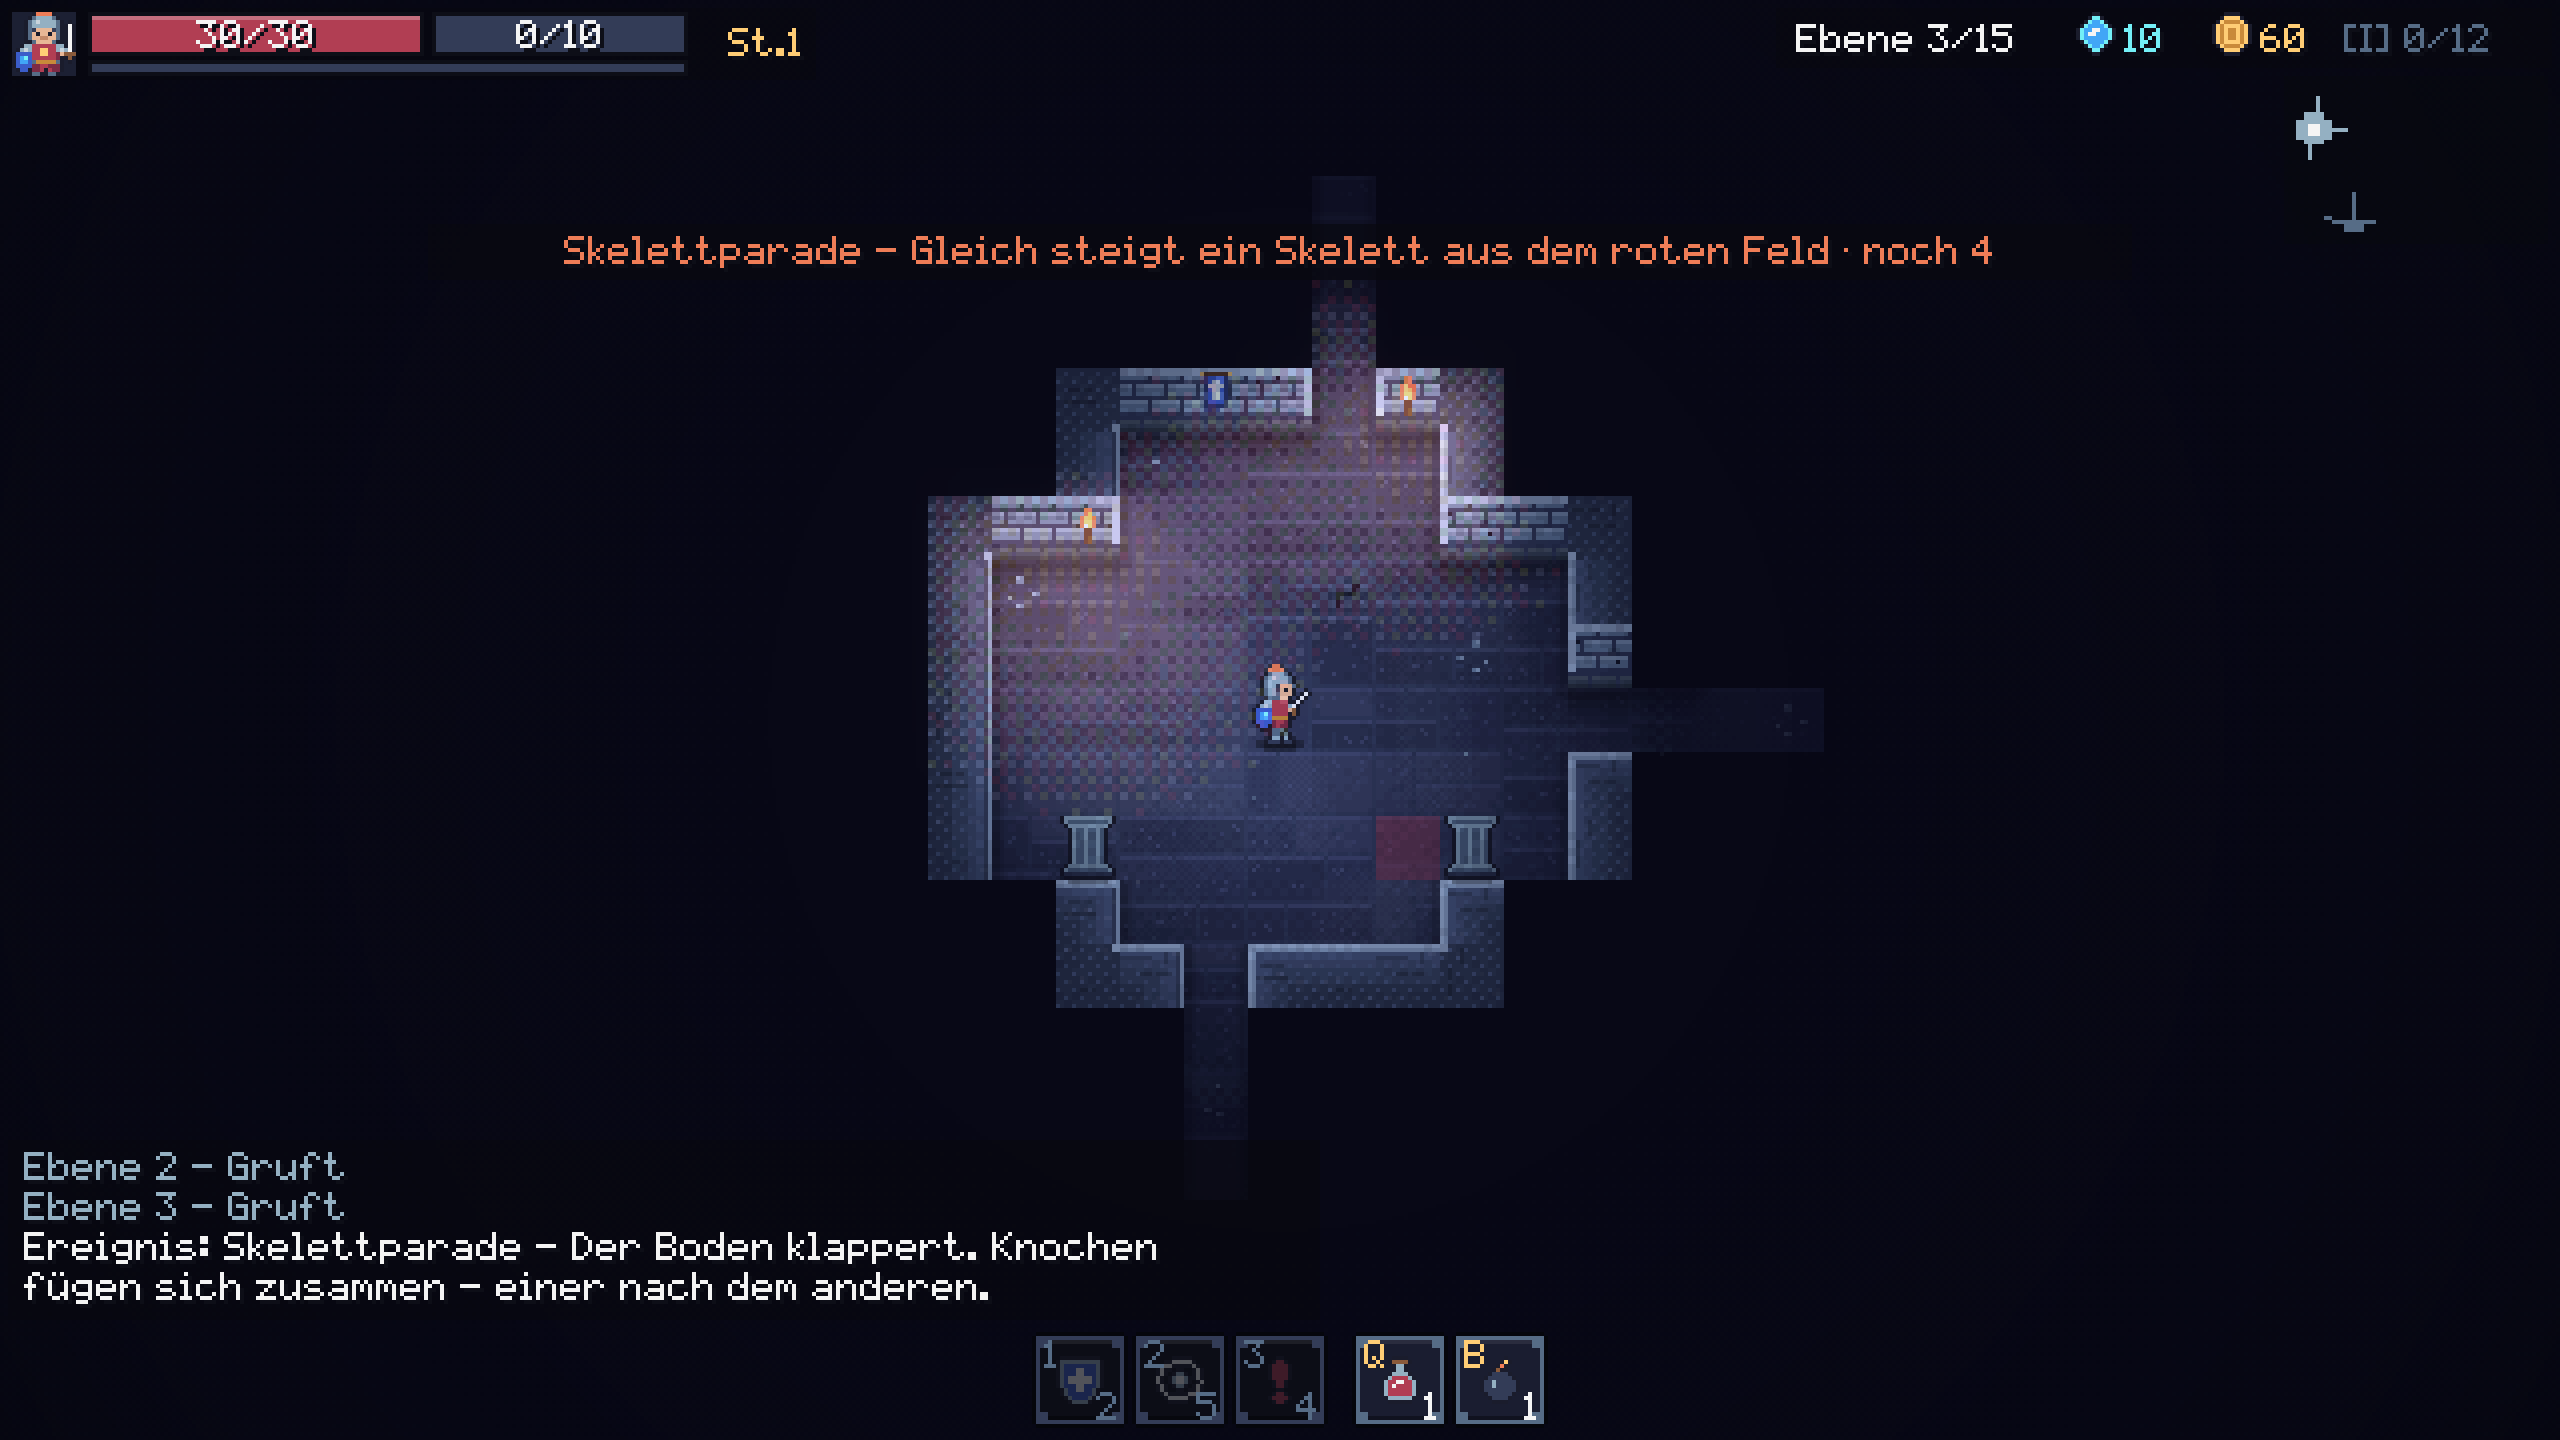 30/30 0/10 St.1 Ebene 3/15 10 60 [I] 0/12
Skelettparade – Gleich steigt ein Skelett aus dem roten Feld · noch 4
Ebene 2 – Gruft
Ebene 3 – Gruft
Ereignis: Skelettparade – Der Boden klappert. Knochen
fügen sich zusammen – einer nach dem anderen.
1 2 3 Q B
2 5 4 1 1